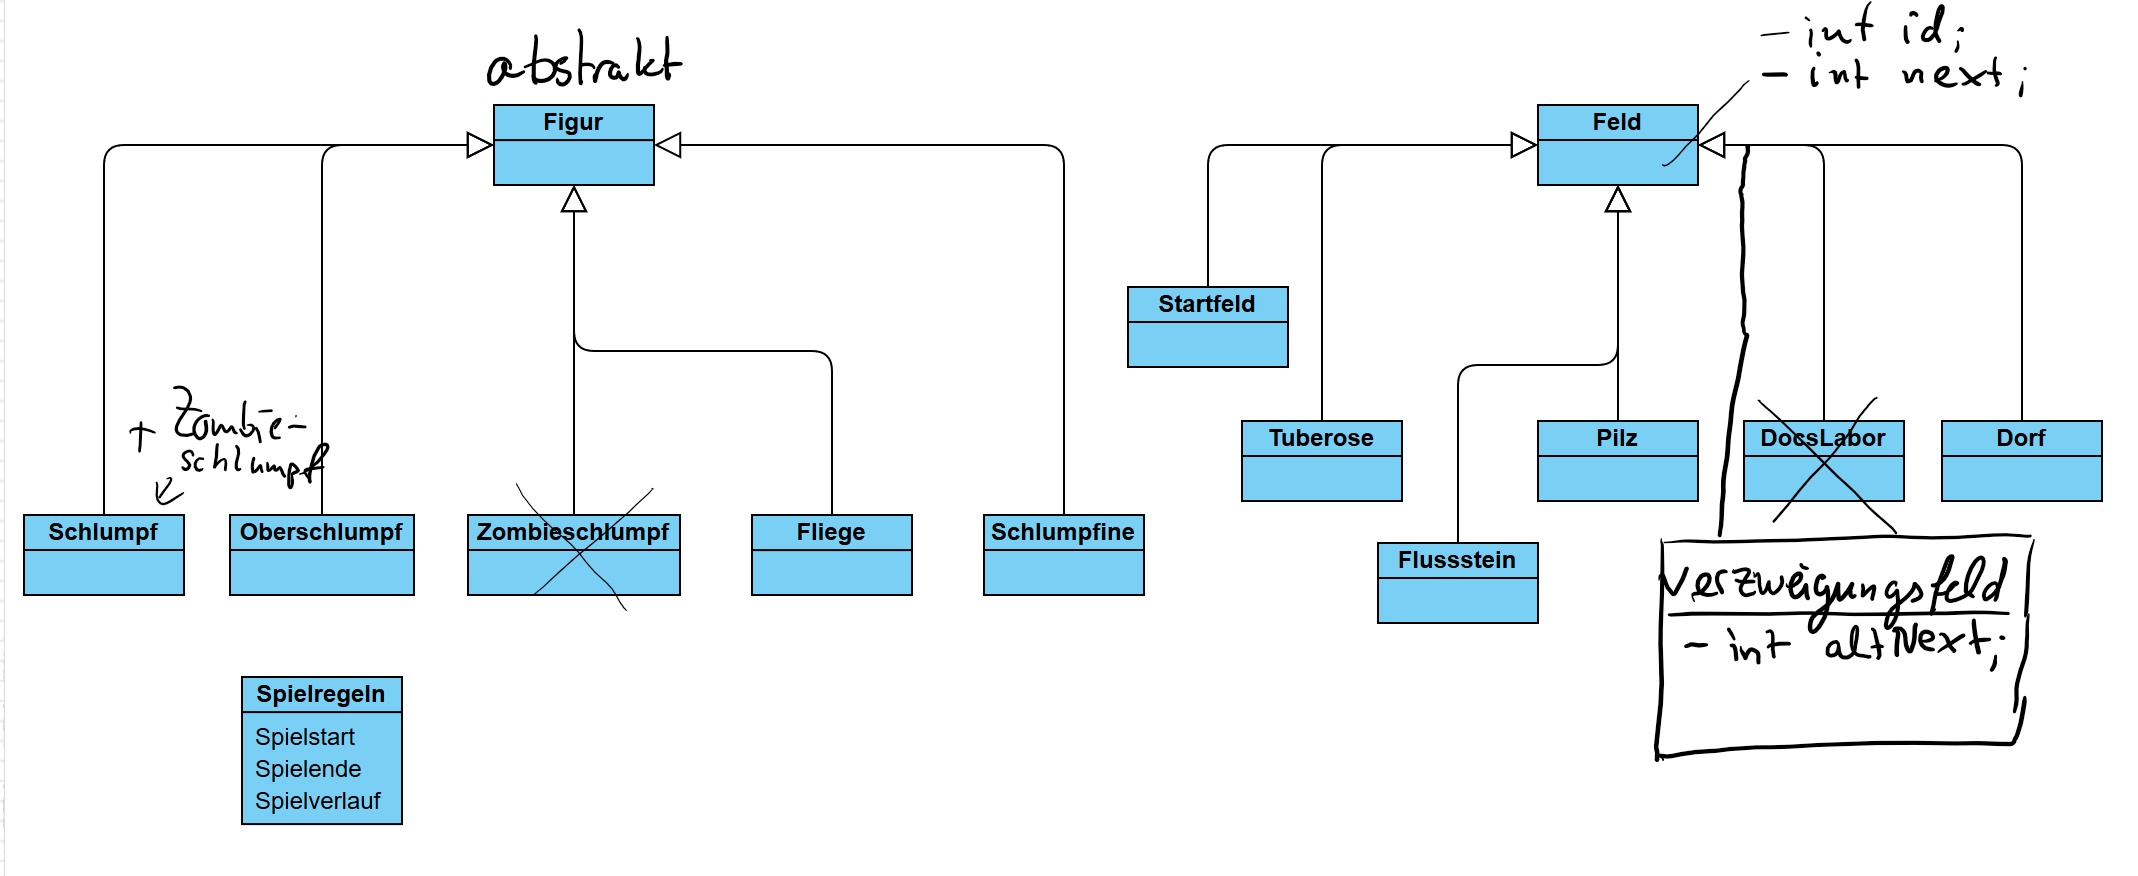 abstrakt
- int id;
- int next;
Figur
Feld
Startfeld
+ Zombie-
schlumpf
Tuberose
Pilz
DocsLabor
Dorf
Schlumpf
Oberschlumpf
Zombieschlumpf
Fliege
Schlumpfine
Flussstein
Verzweigungsfeld
- int altNext;
Spielregeln
Spielstart
Spielende
Spielverlauf